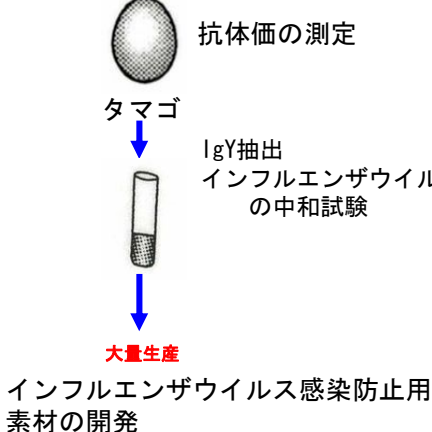 抗体価の測定
タマゴ
IgY抽出
インフルエンザウイル
の中和試験
大量生産
インフルエンザウイルス感染防止用
素材の開発